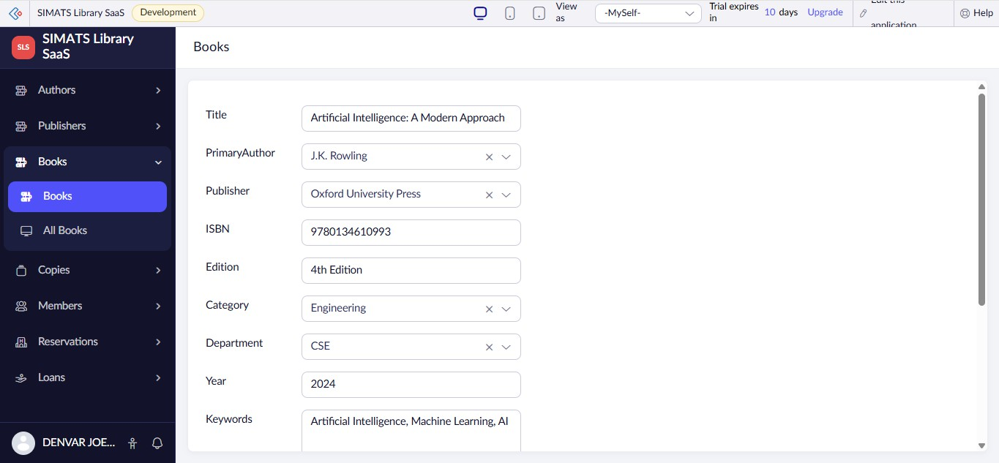 SIMATS Library SaaS
Development
View as
-MySelf-
Trial expires in
10 days
Upgrade
Edit this application
Help
SLS
SIMATS Library SaaS
Books
Authors
Publishers
Books
Books
All Books
Copies
Members
Reservations
Loans
DENVAR JOE...
Title
Artificial Intelligence: A Modern Approach
PrimaryAuthor
J.K. Rowling
Publisher
Oxford University Press
ISBN
9780134610993
Edition
4th Edition
Category
Engineering
Department
CSE
Year
2024
Keywords
Artificial Intelligence, Machine Learning, AI